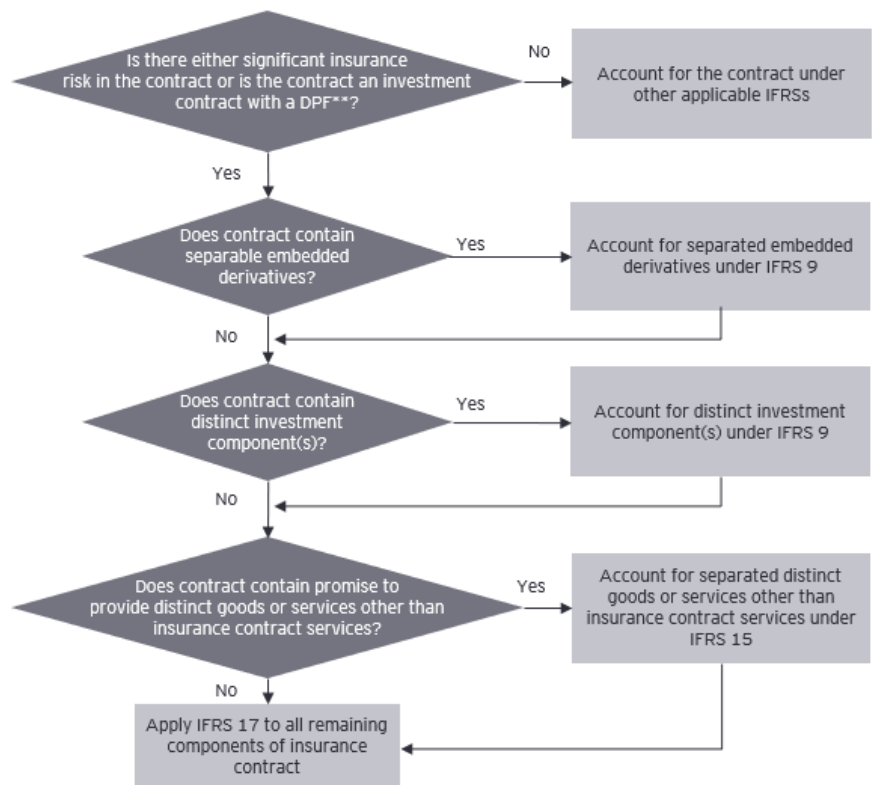 Is there either significant insurance
risk in the contract or is the contract an investment
contract with a DPF**?
No
Account for the contract under
other applicable IFRSs
Yes
Does contract contain
separable embedded
derivatives?
Yes
Account for separated embedded
derivatives under IFRS 9
No
Does contract contain
distinct investment
component(s)?
Yes
Account for distinct investment
component(s) under IFRS 9
No
Does contract contain promise to
provide distinct goods or services other than
insurance contract services?
Yes
Account for separated distinct
goods or services other than
insurance contract services under
IFRS 15
No
Apply IFRS 17 to all remaining
components of insurance
contract